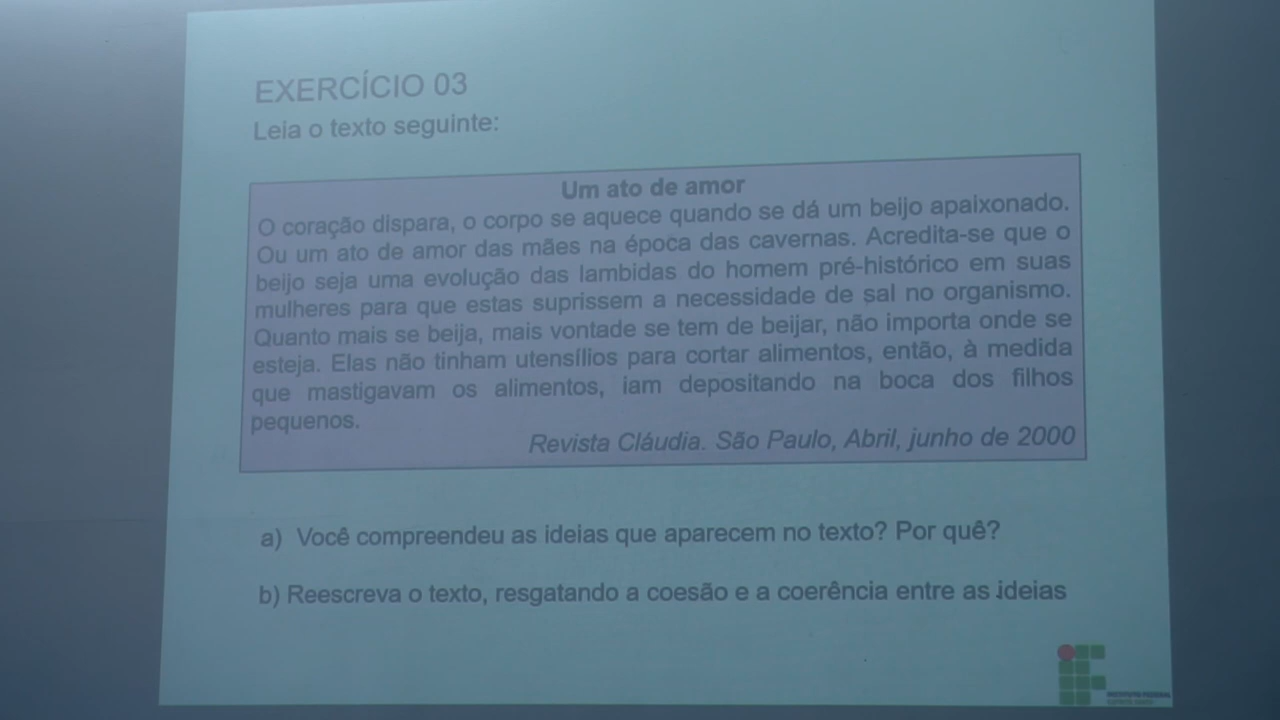 EXERCÍCIO 03
Leia o texto seguinte:
Um ato de amor
O coração dispara, o corpo se aquece quando se dá um beijo apaixonado.
Ou um ato de amor das mães na época das cavernas. Acredita-se que o
beijo seja uma evolução das lambidas do homem pré-histórico em suas
mulheres para que estas suprissem a necessidade de sal no organismo.
Quanto mais se beija, mais vontade se tem de beijar, não importa onde se
esteja. Elas não tinham utensílios para cortar alimentos, então, à medida
que mastigavam os alimentos, iam depositando na boca dos filhos
pequenos.
Revista Cláudia. São Paulo, Abril, junho de 2000
a) Você compreendeu as ideias que aparecem no texto? Por quê?
b) Reescreva o texto, resgatando a coesão e a coerência entre as ideias
INSTITUTO FEDERAL